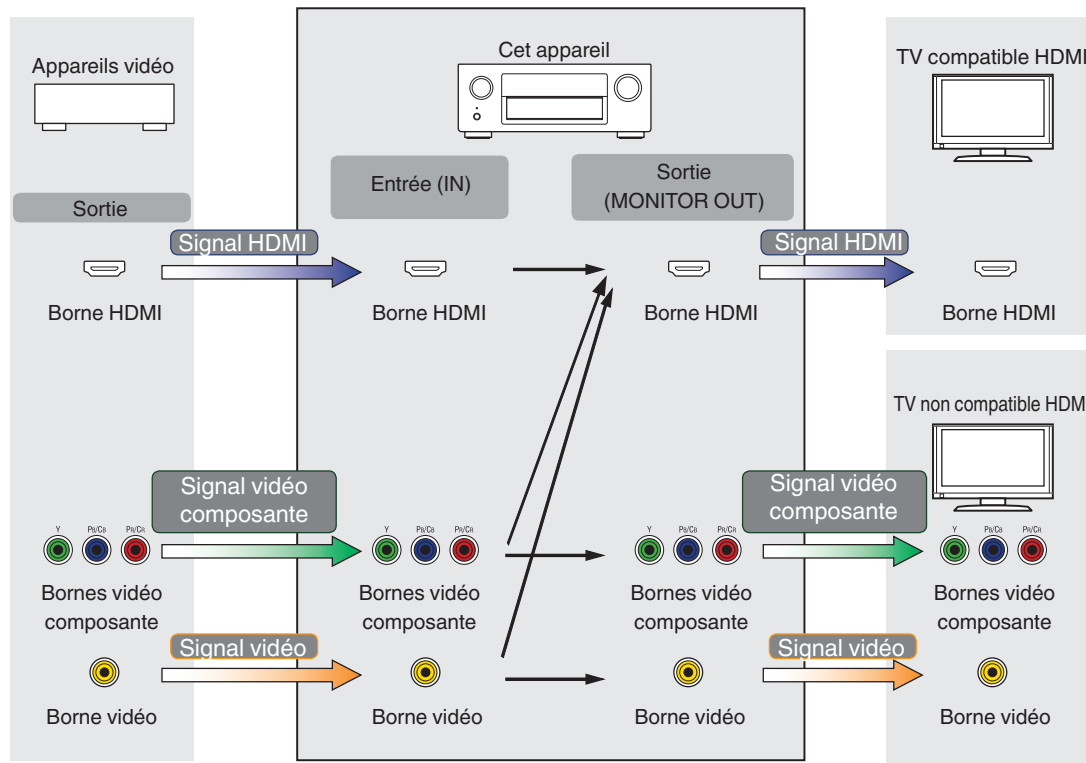 Appareils vidéo
Cet appareil
TV compatible HDMI
Entrée (IN)
Sortie
(MONITOR OUT)
Sortie
Signal HDMI
Signal HDMI
Borne HDMI
Borne HDMI
Borne HDMI
Borne HDMI
TV non compatible HDM
Signal vidéo
composante
Signal vidéo
composante
Y PB/CB PR/CR
Y PB/CB PR/CR
Y PB/CB PR/CR
Y PB/CB PR/CR
Bornes vidéo
composante
Bornes vidéo
composante
Bornes vidéo
composante
Bornes vidéo
composante
Signal vidéo
Signal vidéo
Borne vidéo
Borne vidéo
Borne vidéo
Borne vidéo